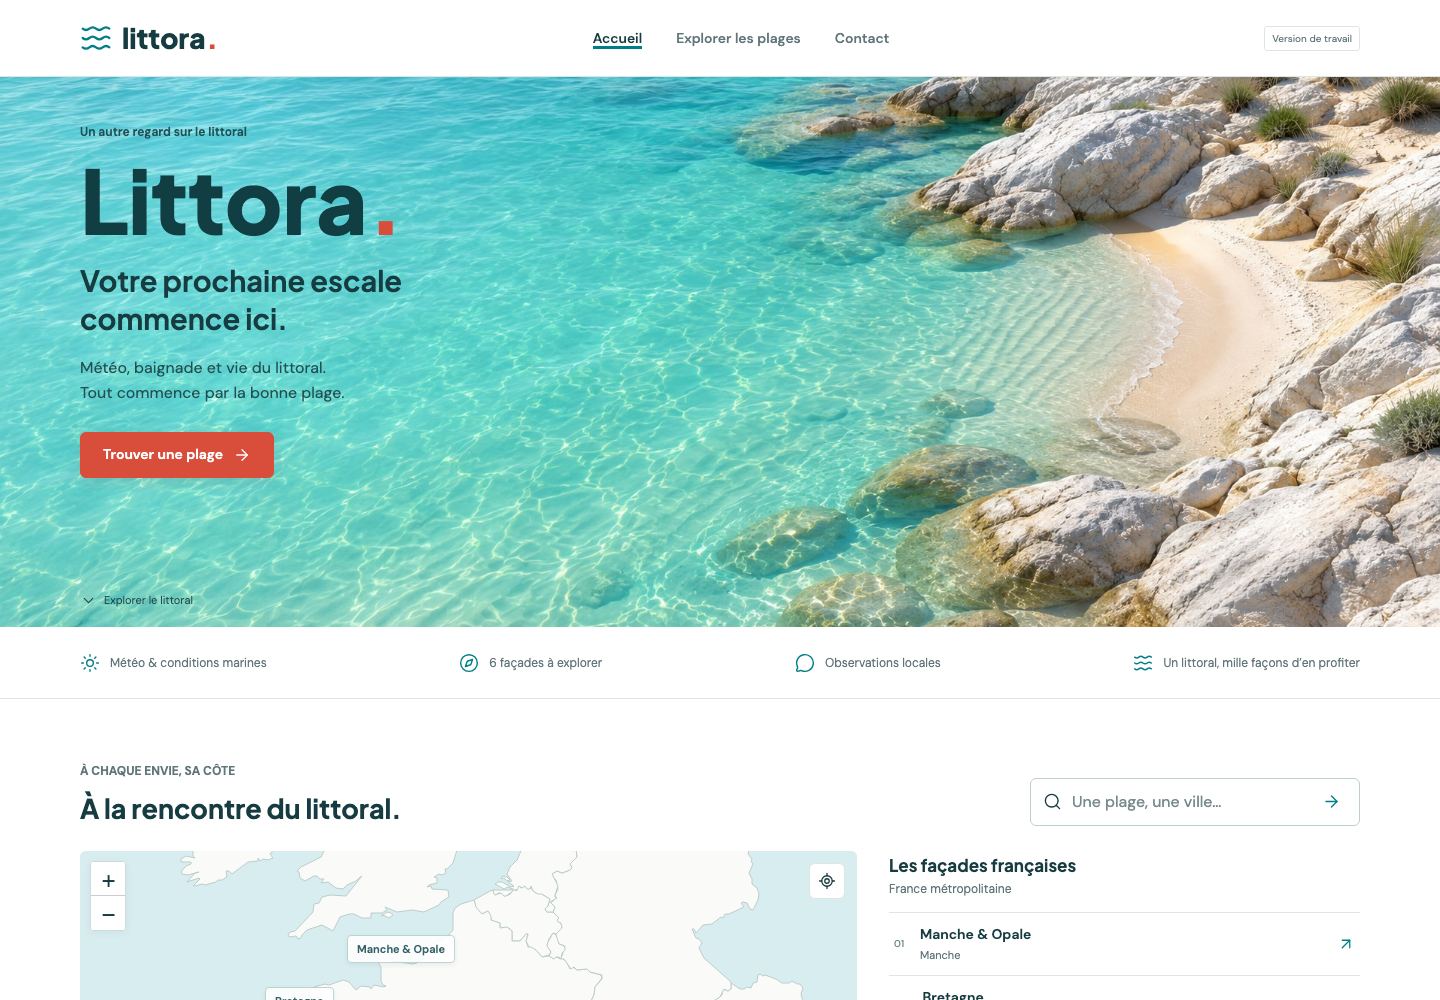 littora.
Accueil
Explorer les plages
Contact
Version de travail
Un autre regard sur le littoral
Littora.
Votre prochaine escale
commence ici.
Météo, baignade et vie du littoral.
Tout commence par la bonne plage.
Trouver une plage
Explorer le littoral
Météo & conditions marines
6 façades à explorer
Observations locales
Un littoral, mille façons d'en profiter
À CHAQUE ENVIE, SA CÔTE
À la rencontre du littoral.
Une plage, une ville...
+
−
Manche & Opale
Bretagne
Les façades françaises
France métropolitaine
01
Manche & Opale
Manche
Bretagne